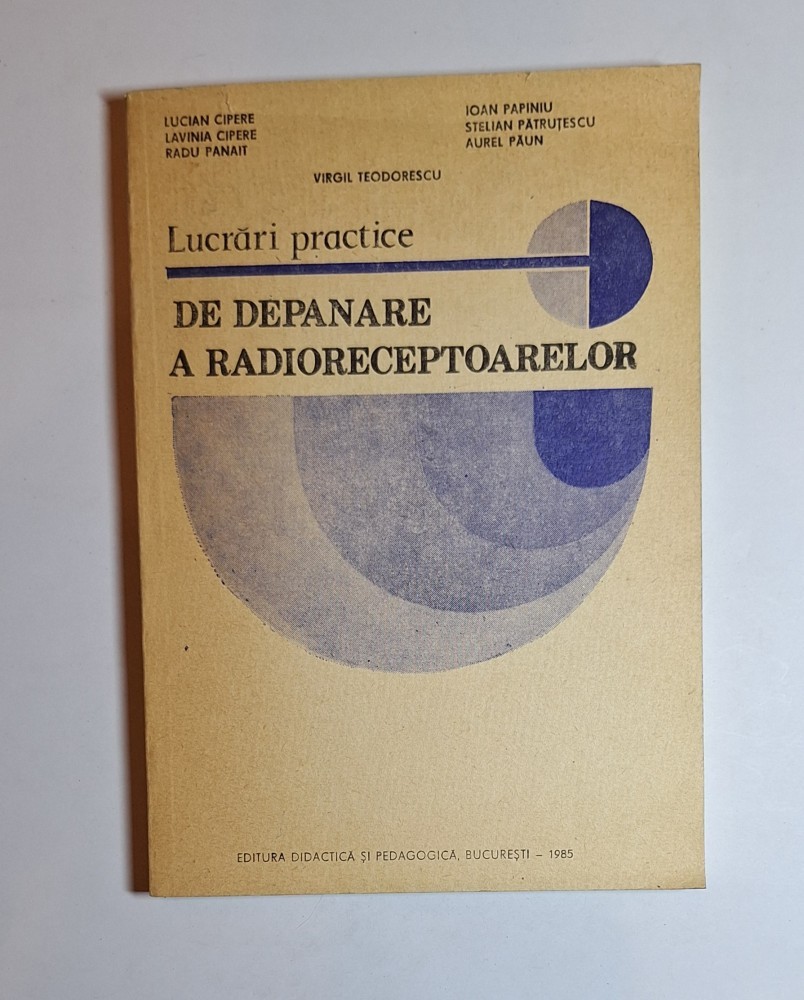 LUCIAN CIPERE
LAVINIA CIPERE
RADU PANAIT
IOAN PAPINIU
STELIAN PĂTRUȚESCU
AUREL PĂUN
VIRGIL TEODORESCU
Lucrări practice
DE DEPANARE
A RADIORECEPTOARELOR
EDITURA DIDACTICĂ ȘI PEDAGOGICĂ, BUCUREȘTI – 1985